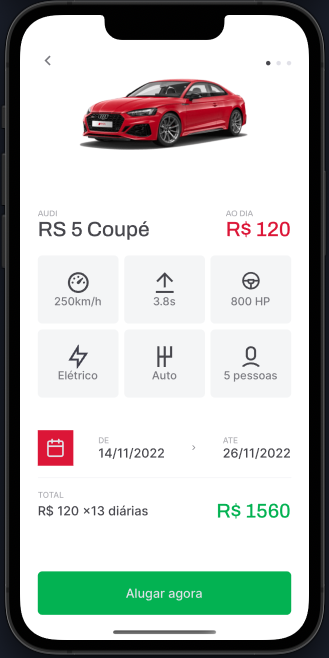 AUDI
AO DIA
RS 5 Coupé
R$ 120
250km/h
3.8s
800 HP
Elétrico
Auto
5 pessoas
DE
ATE
14/11/2022
26/11/2022
TOTAL
R$ 120 ×13 diárias
R$ 1560
Alugar agora